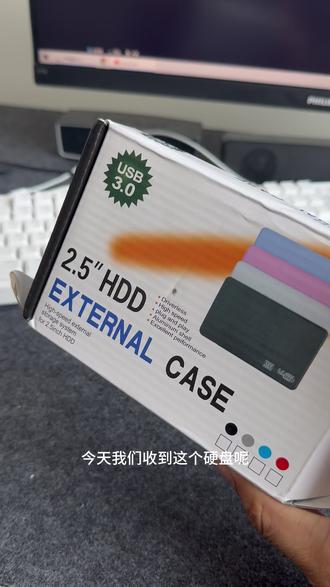 PHILIPS
USB
3.0
2.5"HDD
EXTERNAL CASE
• Driverless
• High speed
• plug and play
• Aluminum shell
• Excellent performance
High-speed external
storage system
for 2.5inch HDD
今天我们收到这个硬盘呢